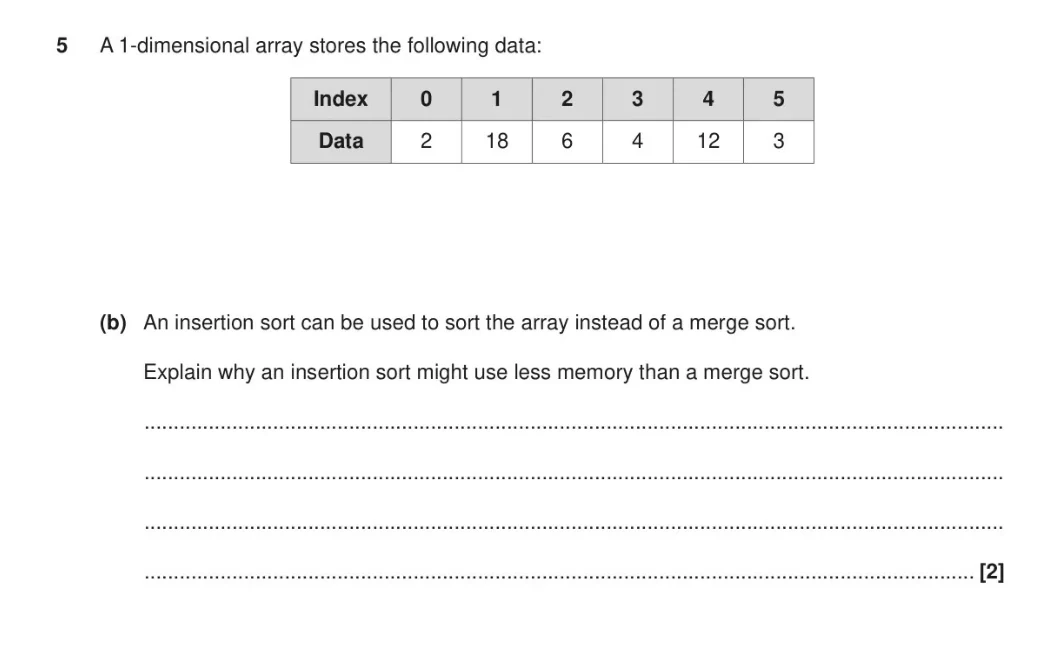 5 A 1-dimensional array stores the following data:
Index 0 1 2 3 4 5
Data 2 18 6 4 12 3
(b) An insertion sort can be used to sort the array instead of a merge sort.
Explain why an insertion sort might use less memory than a merge sort.
[2]